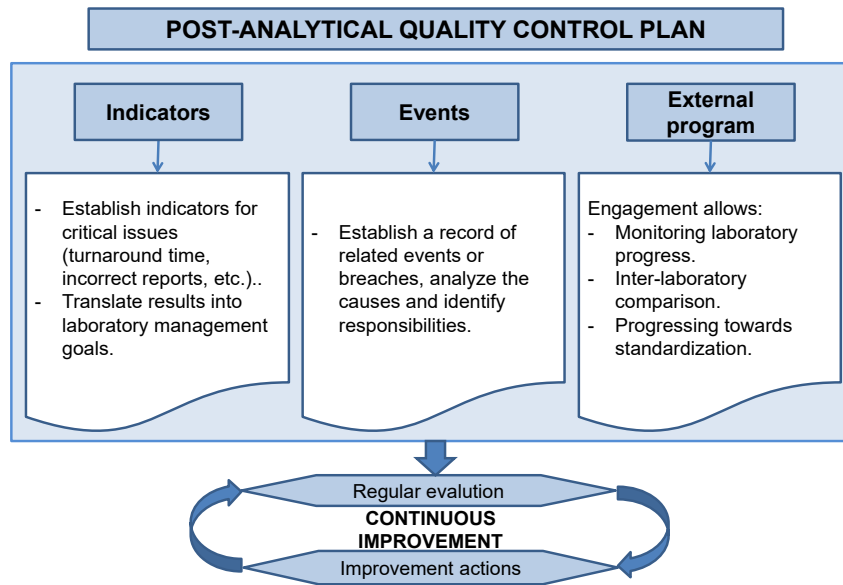 POST-ANALYTICAL QUALITY CONTROL PLAN
Indicators
- Establish indicators for
critical issues
(turnaround time,
incorrect reports, etc.)..
- Translate results into
laboratory management
goals.
Events
- Establish a record of
related events or
breaches, analyze the
causes and identify
responsibilities.
External
program
Engagement allows:
- Monitoring laboratory
progress.
- Inter-laboratory
comparison.
- Progressing towards
standardization.
Regular evalution
CONTINUOUS
IMPROVEMENT
Improvement actions